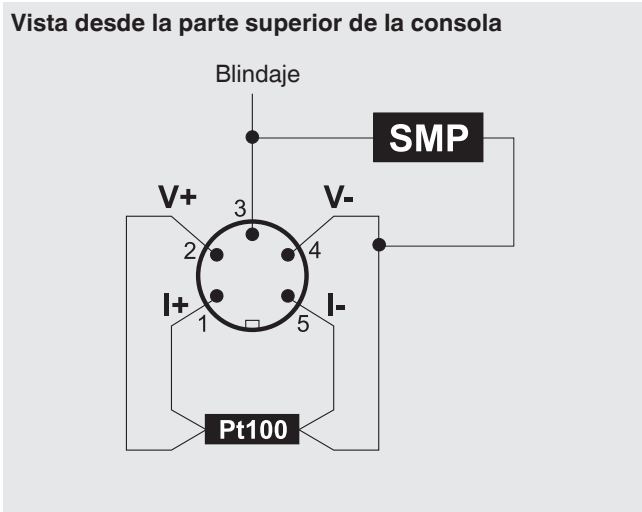 Vista desde la parte superior de la consola
Blindaje
SMP
V+
V-
3
2
4
I+
I-
1
5
Pt100